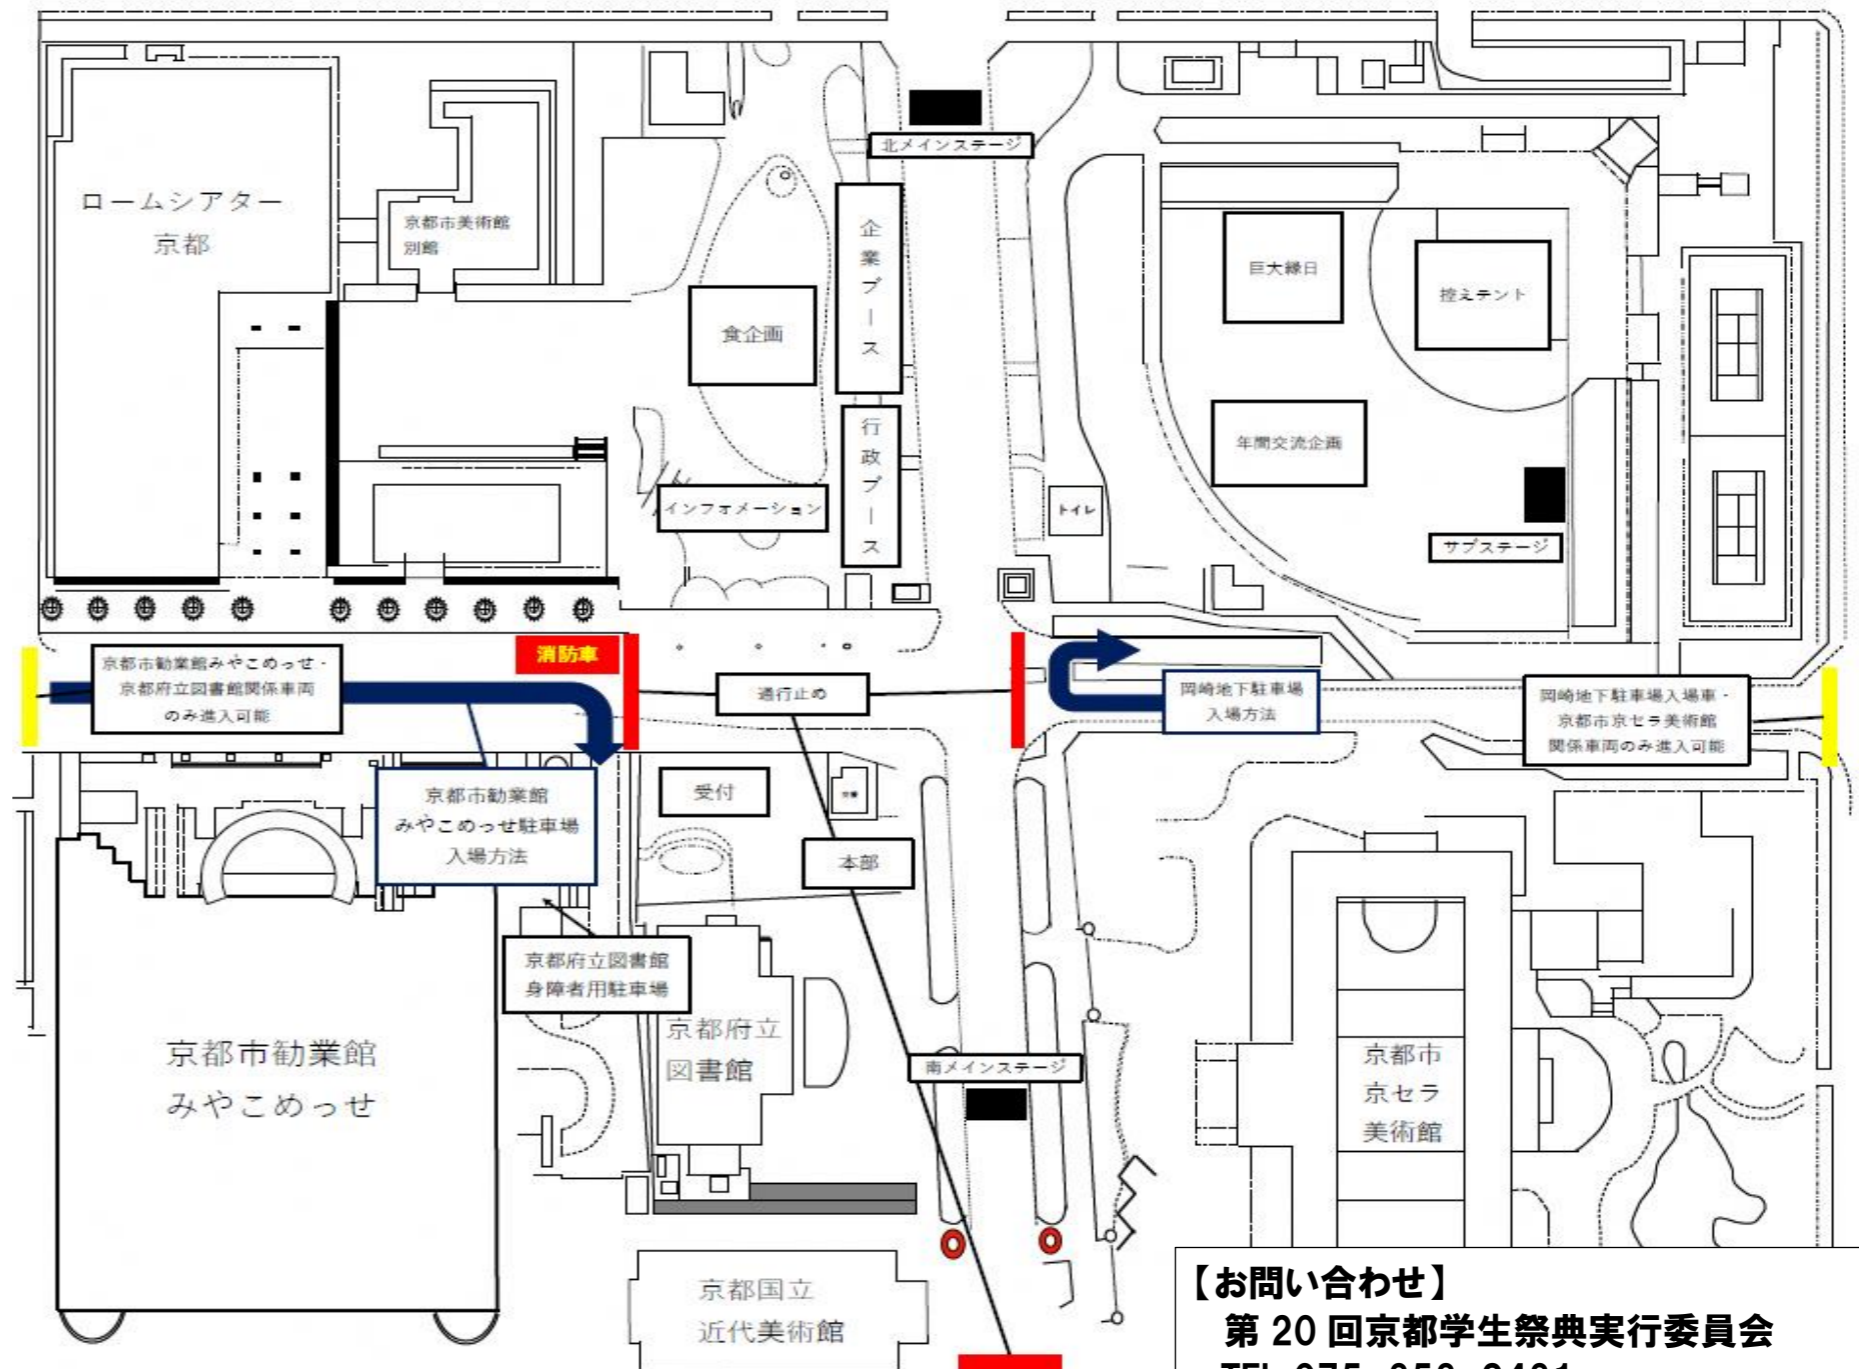 北メインステージ
ロームシアター
京都
京都市美術館
別館
企業ブース
食企画
行政ブース
インフォメーション
巨大縁日
控えテント
年間交流企画
トイレ
サブステージ
消防車
京都市勧業館みやこめっせ・
京都府立図書館関係車両
のみ進入可能
通行止め
岡崎地下駐車場
入場方法
岡崎地下駐車場入場車・
京都市京セラ美術館
関係車両のみ進入可能
京都市勧業館
みやこめっせ駐車場
入場方法
受付
本部
京都府立図書館
身障者用駐車場
京都府立
図書館
京都市勧業館
みやこめっせ
南メインステージ
京都市
京セラ
美術館
京都国立
近代美術館
【お問い合わせ】
第 20 回京都学生祭典実行委員会